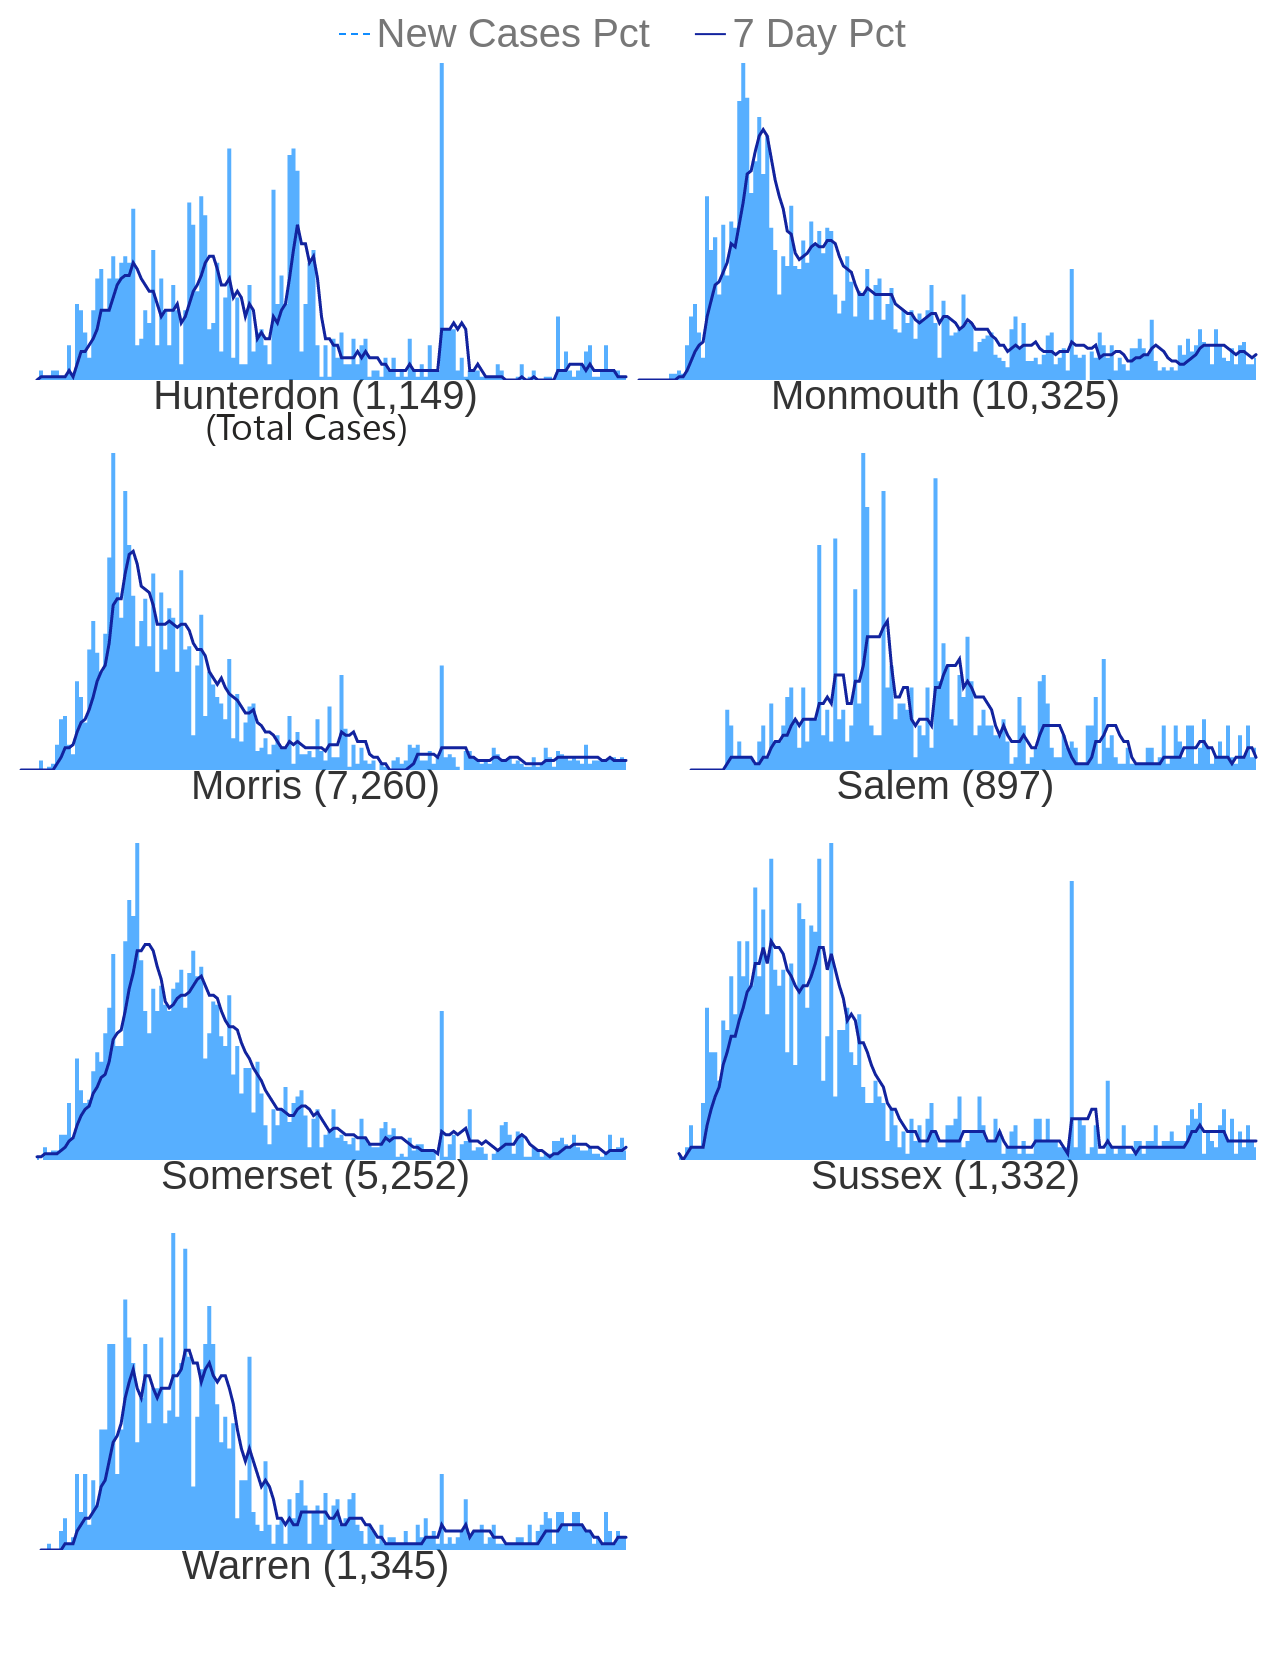 New Cases Pct 7 Day Pct
Hunterdon (1,149) Monmouth (10,325)
(Total Cases)
Morris (7,260) Salem (897)
Somerset (5,252) Sussex (1,332)
Warren (1,345)